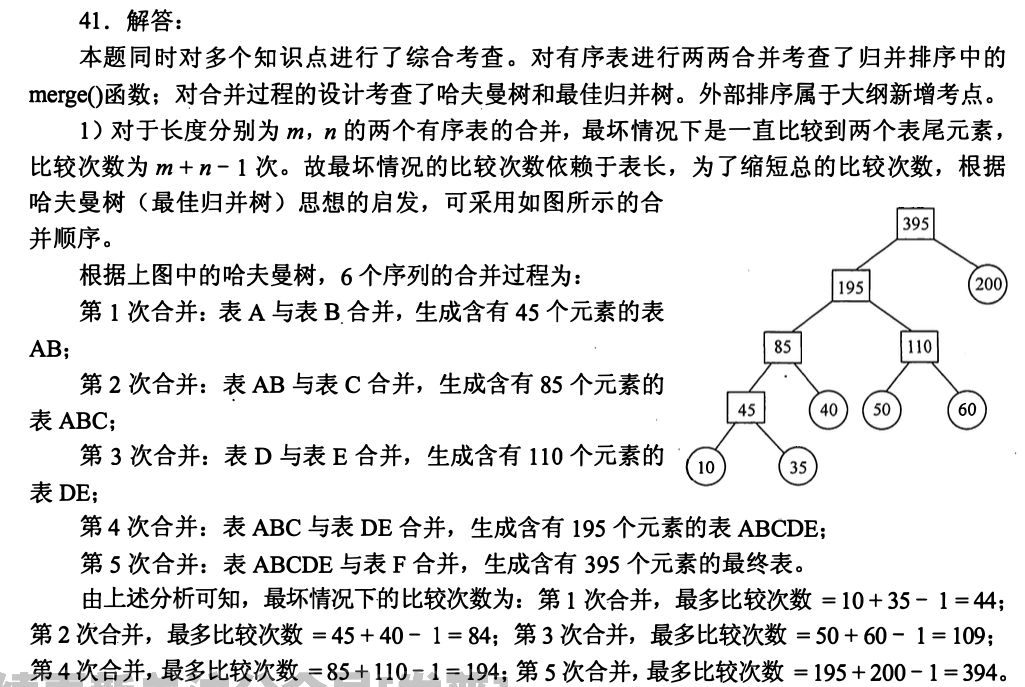 41．解答：
本题同时对多个知识点进行了综合考查。对有序表进行两两合并考查了归并排序中的
merge()函数；对合并过程的设计考查了哈夫曼树和最佳归并树。外部排序属于大纲新增考点。
1）对于长度分别为 m，n 的两个有序表的合并，最坏情况下是一直比较到两个表尾元素，
比较次数为 m + n − 1 次。故最坏情况的比较次数依赖于表长，为了缩短总的比较次数，根据
哈夫曼树（最佳归并树）思想的启发，可采用如图所示的合
并顺序。
根据上图中的哈夫曼树，6 个序列的合并过程为：
第 1 次合并：表 A 与表 B 合并，生成含有 45 个元素的表
AB；
第 2 次合并：表 AB 与表 C 合并，生成含有 85 个元素的
表 ABC；
第 3 次合并：表 D 与表 E 合并，生成含有 110 个元素的
表 DE；
395
195
200
85
110
45
40
50
60
10
35
第 4 次合并：表 ABC 与表 DE 合并，生成含有 195 个元素的表 ABCDE；
第 5 次合并：表 ABCDE 与表 F 合并，生成含有 395 个元素的最终表。
由上述分析可知，最坏情况下的比较次数为：第 1 次合并，最多比较次数 = 10 + 35 − 1 = 44；
第 2 次合并，最多比较次数 = 45 + 40 − 1 = 84；第 3 次合并，最多比较次数 = 50 + 60 − 1 = 109；
第 4 次合并，最多比较次数 = 85 + 110 − 1 = 194；第 5 次合并，最多比较次数 = 195 + 200 − 1 = 394。